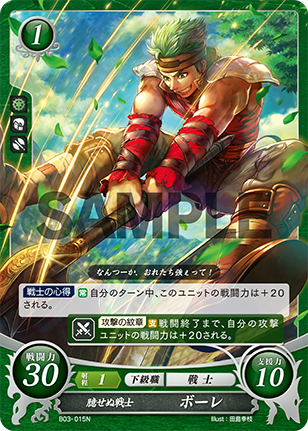 1
SAMPLE
なんつーか、おれたち強ぇって!
戦士の心得 常 自分のターン中、このユニットの戦闘力は+20
される。
攻撃の紋章 支 戦闘終了まで、自分の攻撃
ユニットの戦闘力は+20される。
戦闘力
30
射程 1 下級職 戦士
支援力
10
臆せぬ戦士 ボーレ
B03-015N
Illust:田島幸枝